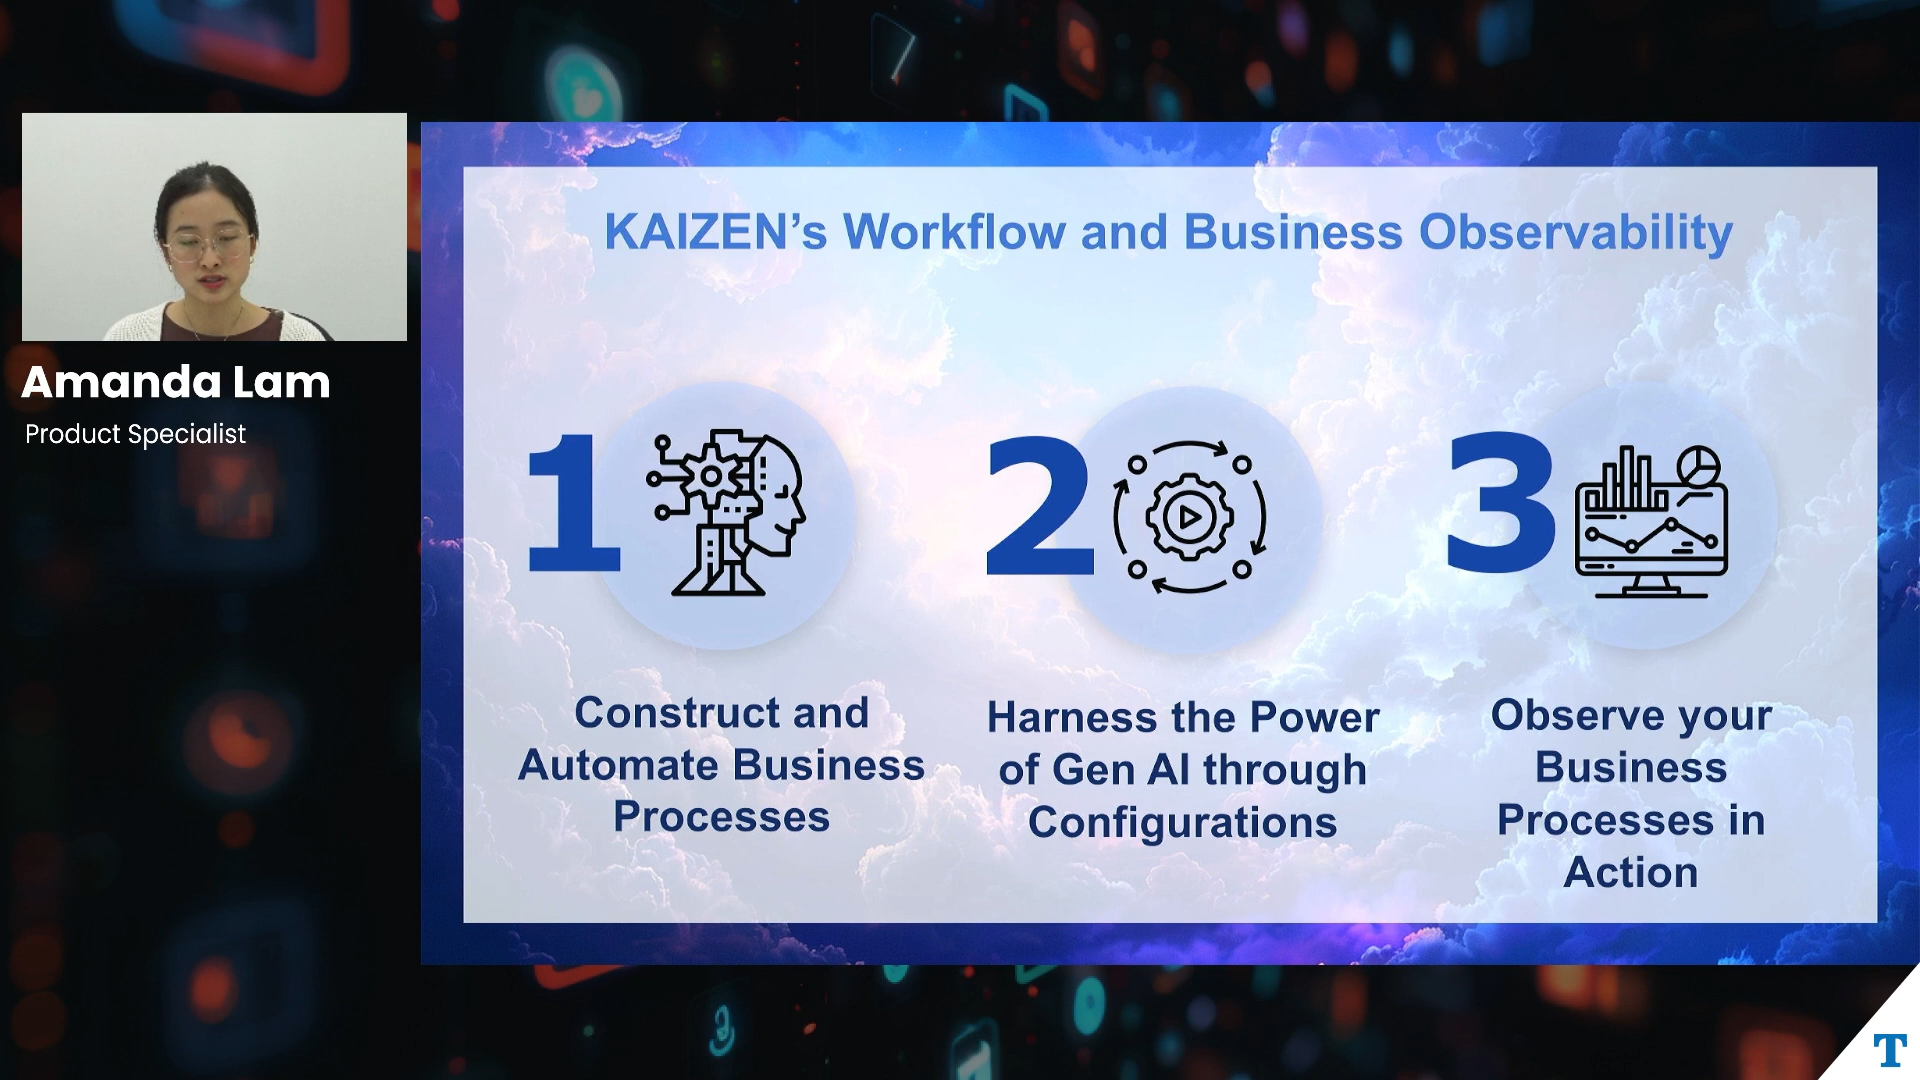 Amanda Lam
Product Specialist
KAIZEN’s Workflow and Business Observability
1
Construct and
Automate Business
Processes
2
Harness the Power
of Gen AI through
Configurations
3
Observe your
Business
Processes in
Action
T